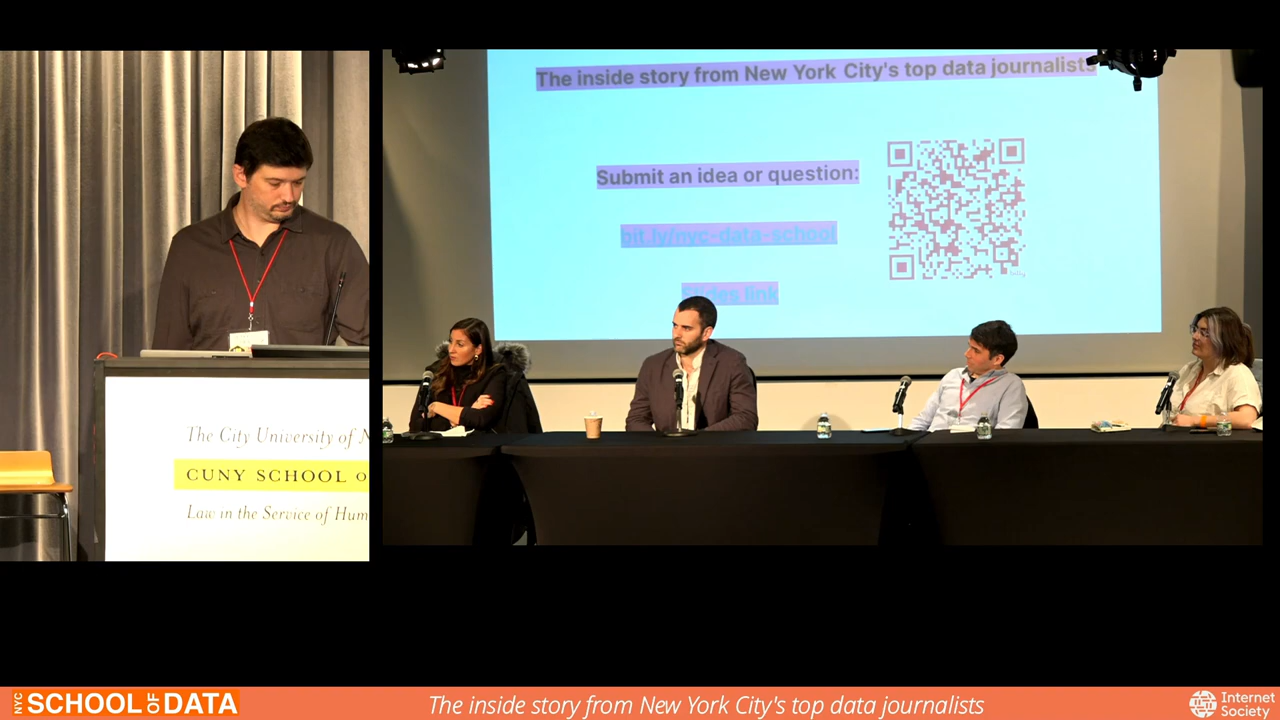 The inside story from New York City's top data journalists
Submit an idea or question:
bit.ly/nyc-data-school
Slides link
bitly
The City University of N
CUNY SCHOOL O
Law in the Service of Hum
NYC SCHOOL OF DATA
The inside story from New York City's top data journalists
Internet
Society